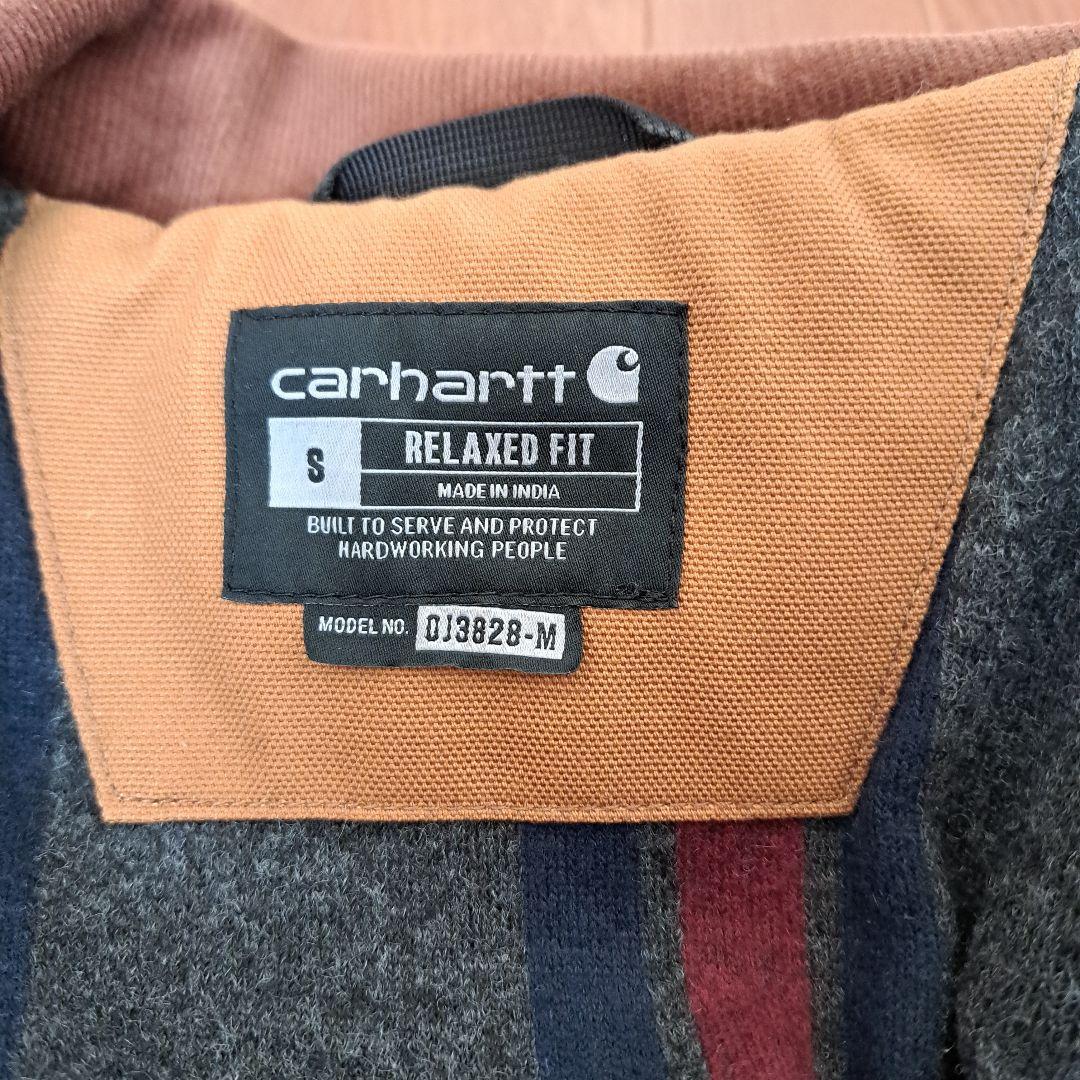 carhartt
S
RELAXED FIT
MADE IN INDIA
BUILT TO SERVE AND PROTECT
HARDWORKING PEOPLE
MODEL NO. OJ3828-M